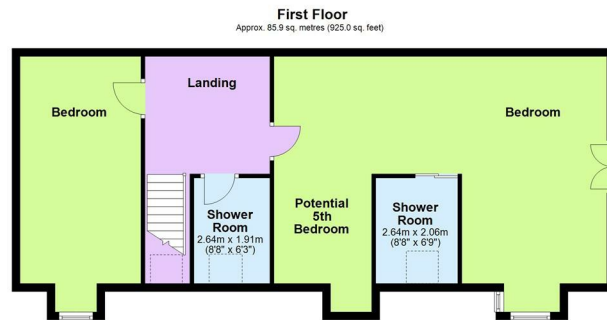 First Floor
Approx. 85.9 sq. metres (925.0 sq. feet)
Bedroom
Landing
Bedroom
Shower
Room
2.64m x 1.91m
(8'8" x 6'3")
Potential
5th
Bedroom
Shower
Room
2.64m x 2.06m
(8'8" x 6'9")